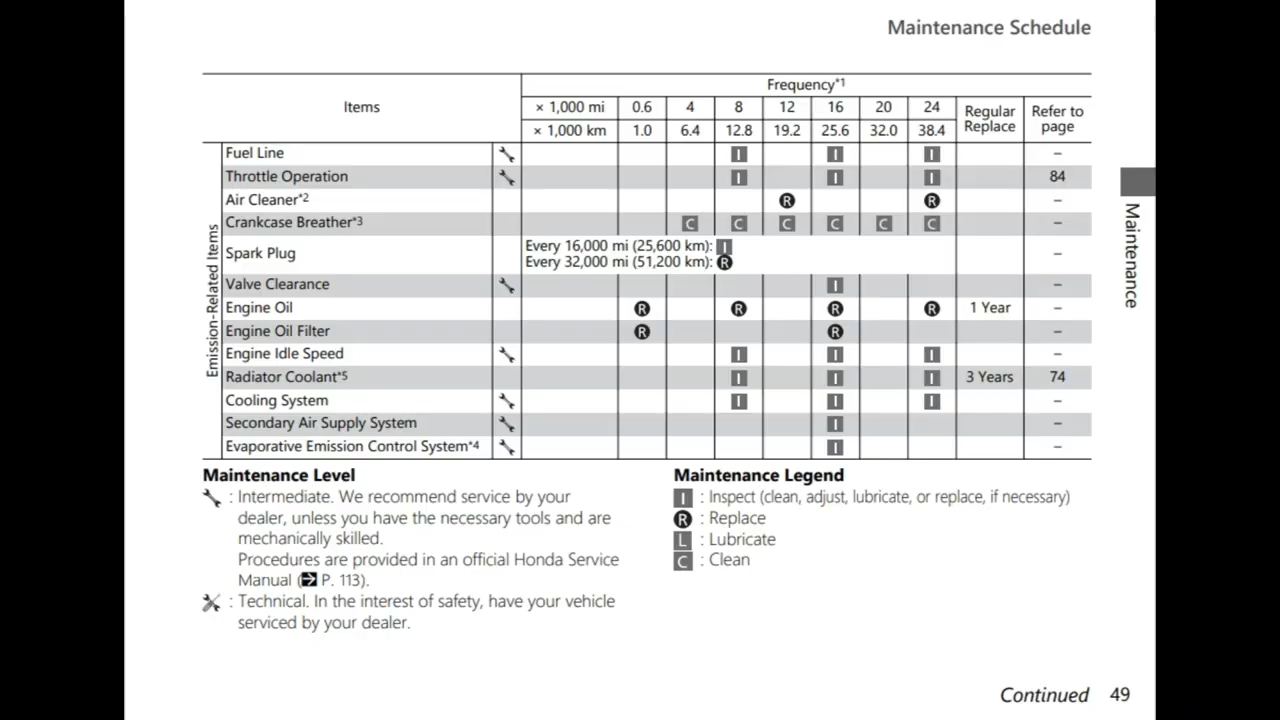 Maintenance Schedule
Items
Frequency*1
× 1,000 mi 0.6 4 8 12 16 20 24 Regular Replace Refer to page
× 1,000 km 1.0 6.4 12.8 19.2 25.6 32.0 38.4
Emission-Related Items
Fuel Line I I I –
Throttle Operation I I I 84
Air Cleaner*2 R R –
Crankcase Breather*3 C C C C C C –
Spark Plug Every 16,000 mi (25,600 km): I –
Every 32,000 mi (51,200 km): R
Valve Clearance I –
Engine Oil R R R R 1 Year –
Engine Oil Filter R R –
Engine Idle Speed I I I –
Radiator Coolant*5 I I I 3 Years 74
Cooling System I I I –
Secondary Air Supply System I –
Evaporative Emission Control System*4 I –
Maintenance Level
: Intermediate. We recommend service by your
dealer, unless you have the necessary tools and are
mechanically skilled.
Procedures are provided in an official Honda Service
Manual (➔ P. 113).
: Technical. In the interest of safety, have your vehicle
serviced by your dealer.
Maintenance Legend
I : Inspect (clean, adjust, lubricate, or replace, if necessary)
R : Replace
L : Lubricate
C : Clean
Maintenance
Continued 49